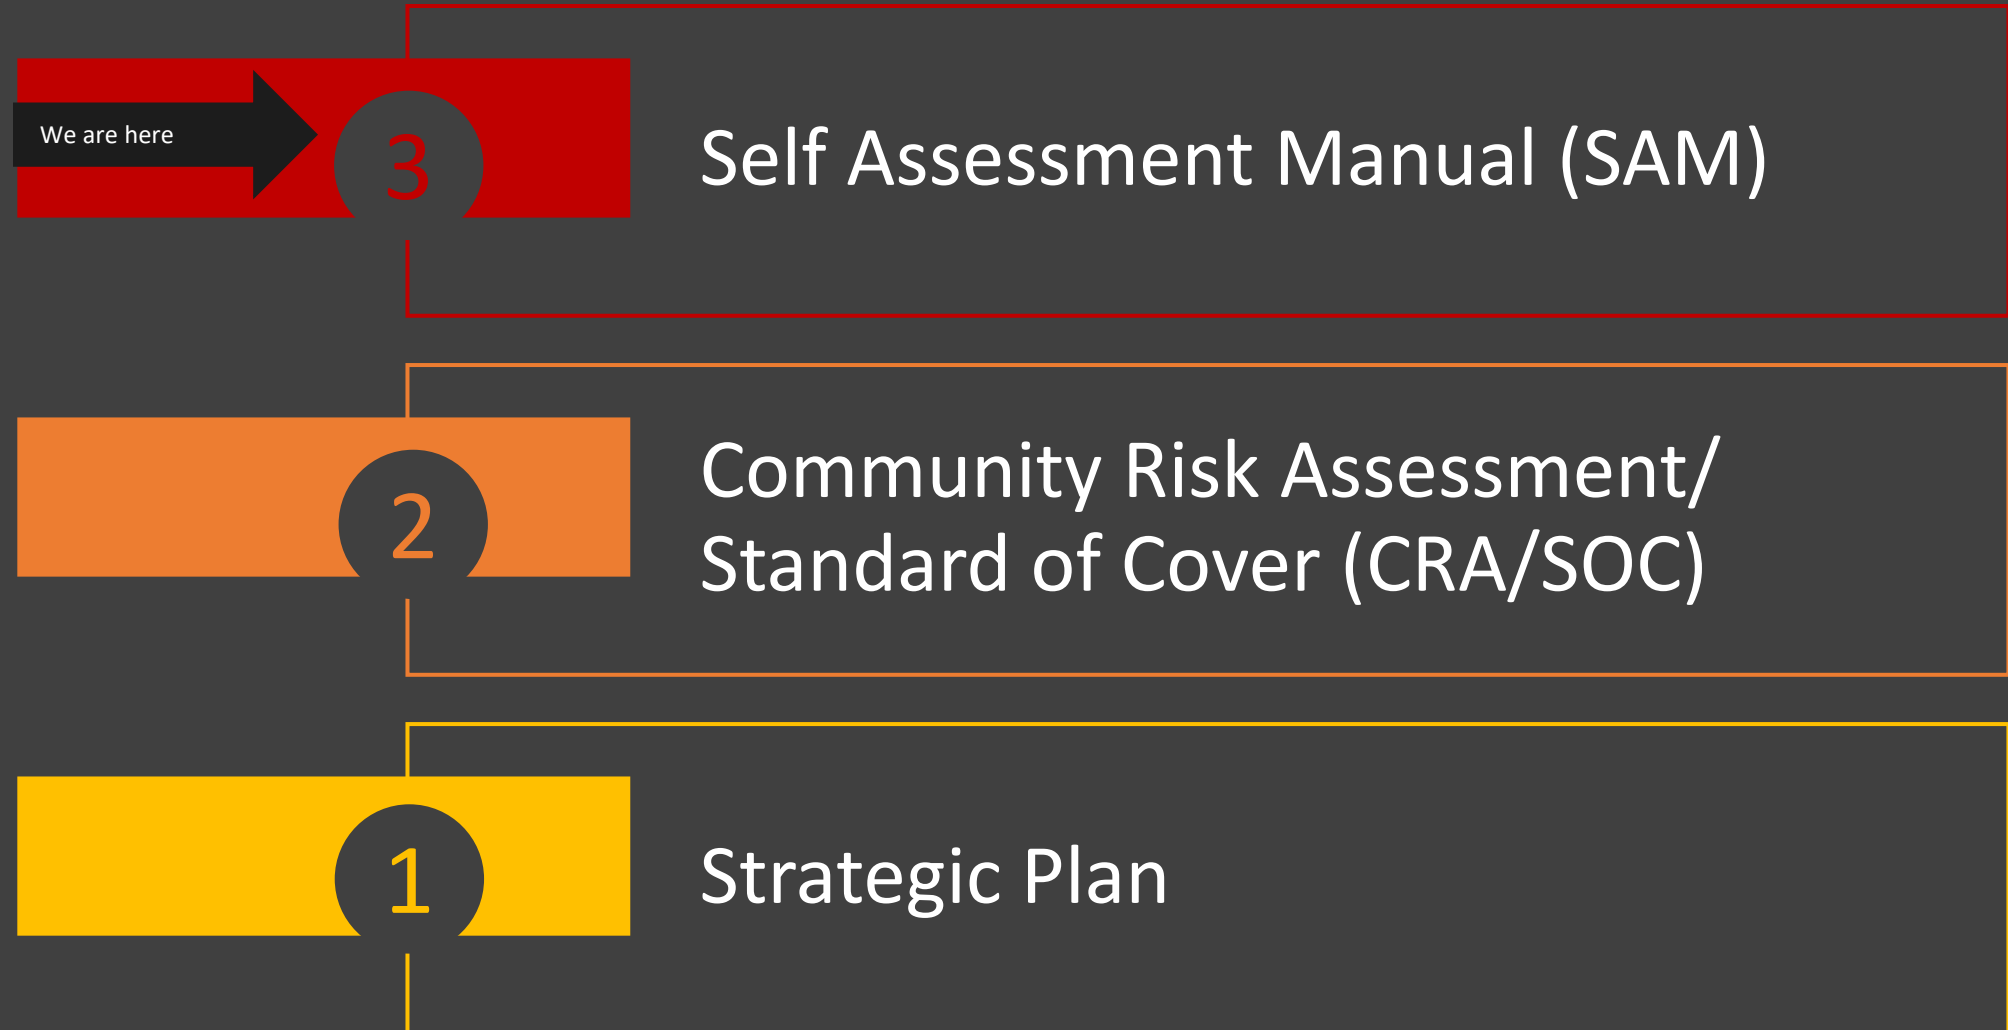 We are here
3
Self Assessment Manual (SAM)
2
Community Risk Assessment/
Standard of Cover (CRA/SOC)
1
Strategic Plan